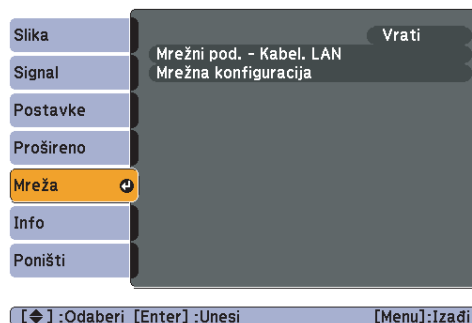 Slika
Signal
Postavke
Prošireno
Mreža
Info
Poništi
Vrati
Mrežni pod. - Kabel. LAN
Mrežna konfiguracija
[◆] :Odaberi [Enter] :Unesi [Menu]:Izađi